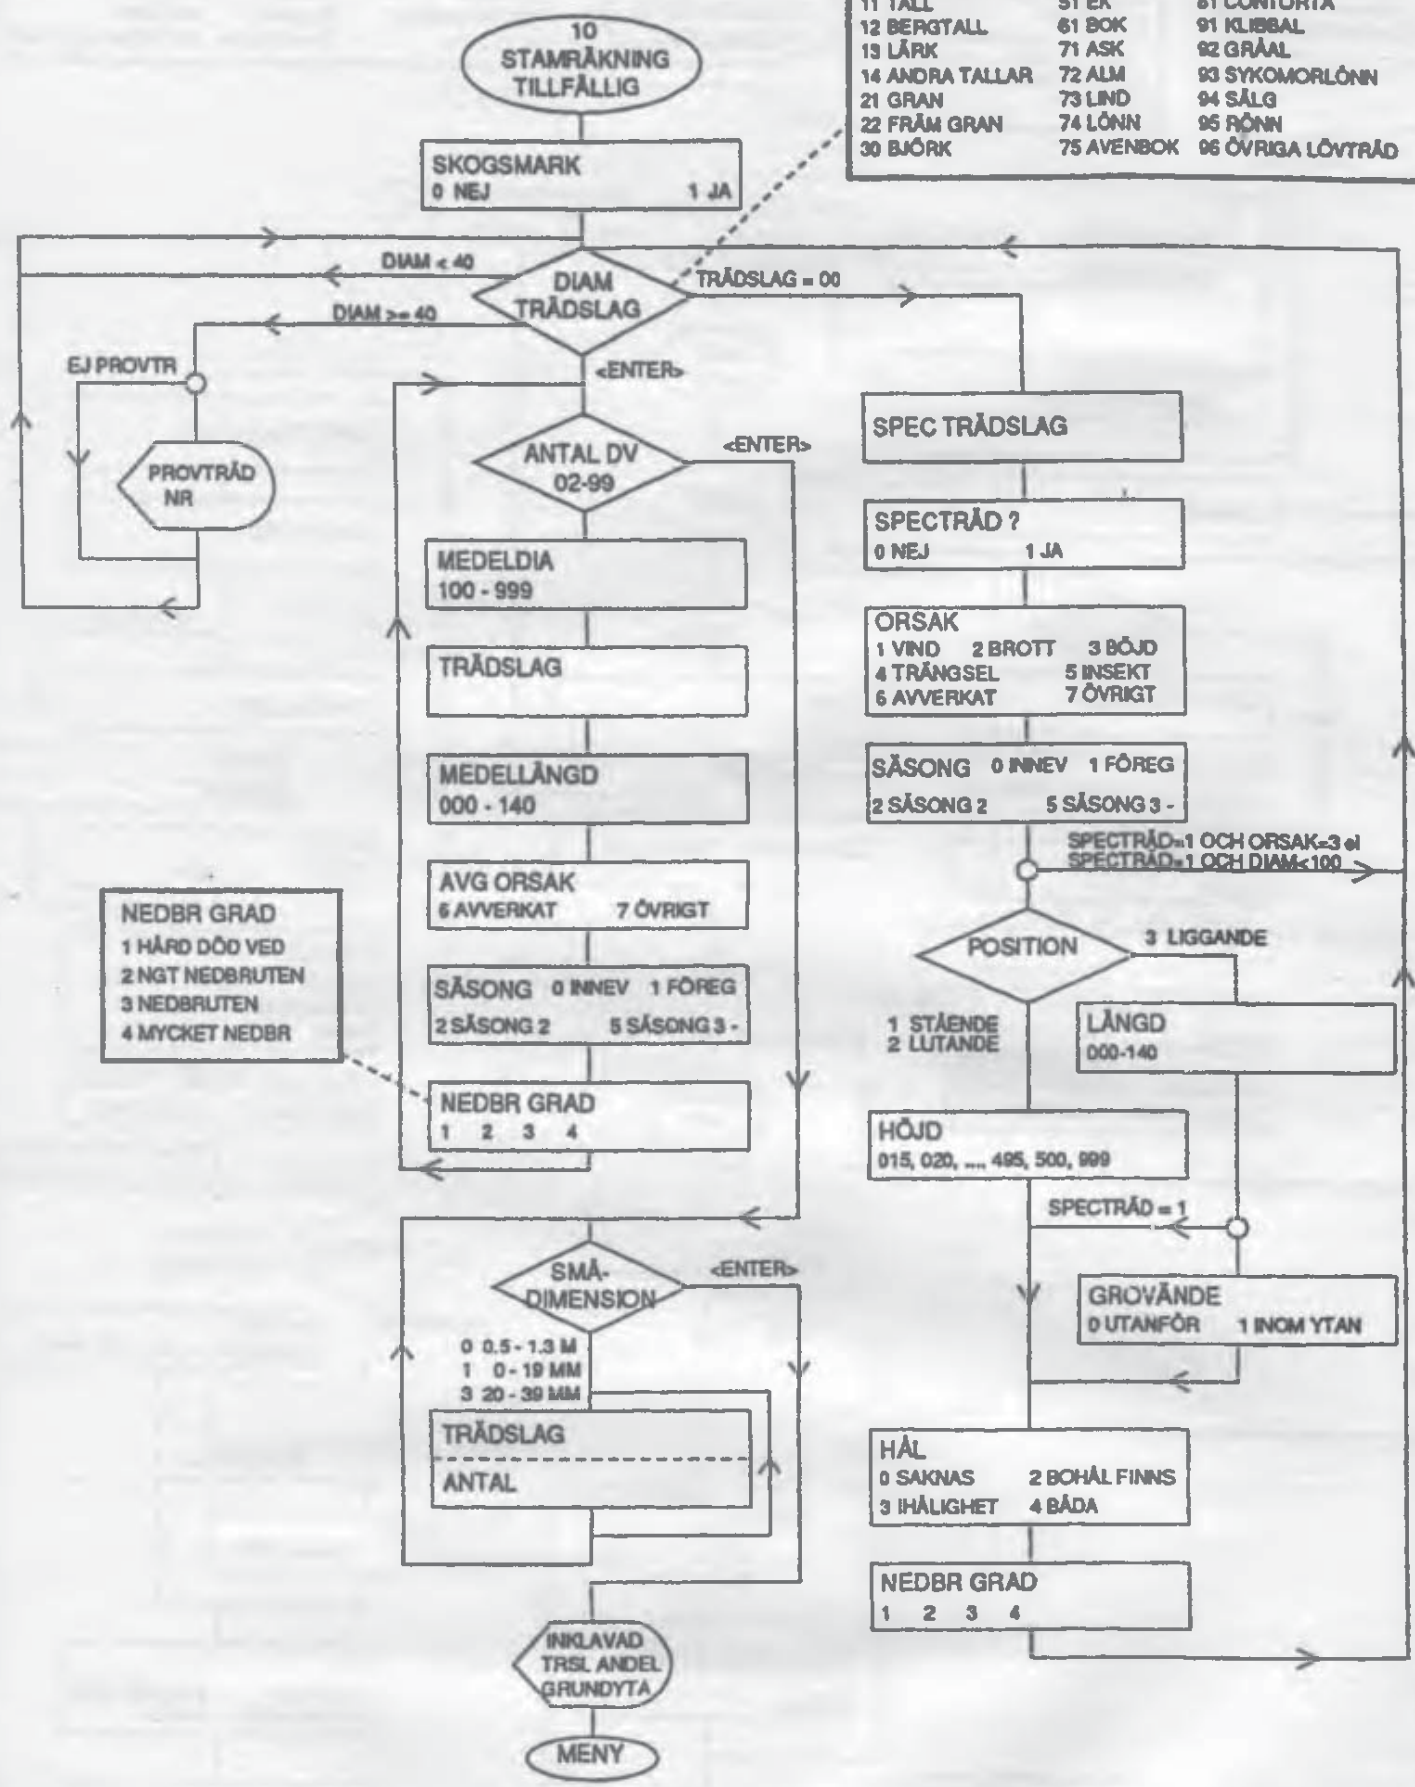 10
STAMRÄKNING
TILLFÄLLIG
11 TALL 51 EK 81 CONTORTA
12 BERGTALL 61 BOK 91 KLIBBAL
13 LÄRK 71 ASK 92 GRÅAL
14 ANDRA TALLAR 72 ALM 93 SYKOMORLÖNN
21 GRAN 73 LIND 94 SÄLG
22 FRÄM GRAN 74 LÖNN 95 RÖNN
30 BJÖRK 75 AVENBOK 96 ÖVRIGA LÖVTRÄD
SKOGSMARK
0 NEJ 1 JA
DIAM < 40
DIAM
TRÄDSLAG
TRÄDSLAG = 00
DIAM >= 40
EJ PROVTR
<ENTER>
PROVTRÄD
NR
ANTAL DV
02-99
<ENTER>
MEDELDIA
100 - 999
TRÄDSLAG
MEDELLÄNGD
000 - 140
AVG ORSAK
6 AVVERKAT 7 ÖVRIGT
SÄSONG 0 INNEV 1 FÖREG
2 SÄSONG 2 5 SÄSONG 3 -
NEDBR GRAD
1 2 3 4
NEDBR GRAD
1 HÅRD DÖD VED
2 NGT NEDBRUTEN
3 NEDBRUTEN
4 MYCKET NEDBR
SMÅ-
DIMENSION
<ENTER>
0 0.5 - 1.3 M
1 0 - 19 MM
3 20 - 39 MM
TRÄDSLAG
ANTAL
INKLAVAD
TRSL ANDEL
GRUNDYTA
MENY
SPEC TRÄDSLAG
SPECTRÄD ?
0 NEJ 1 JA
ORSAK
1 VIND 2 BROTT 3 BÖJD
4 TRÄNGSEL 5 INSEKT
6 AVVERKAT 7 ÖVRIGT
SÄSONG 0 INNEV 1 FÖREG
2 SÄSONG 2 5 SÄSONG 3 -
SPECTRÄD=1 OCH ORSAK=3 el
SPECTRÄD=1 OCH DIAM<100
POSITION
3 LIGGANDE
1 STÅENDE
2 LUTANDE
LÄNGD
000-140
HÖJD
015, 020, ..., 495, 500, 999
SPECTRÄD = 1
GROVÄNDE
0 UTANFÖR 1 INOM YTAN
HÅL
0 SAKNAS 2 BOHÅL FINNS
3 IHÅLIGHET 4 BÅDA
NEDBR GRAD
1 2 3 4